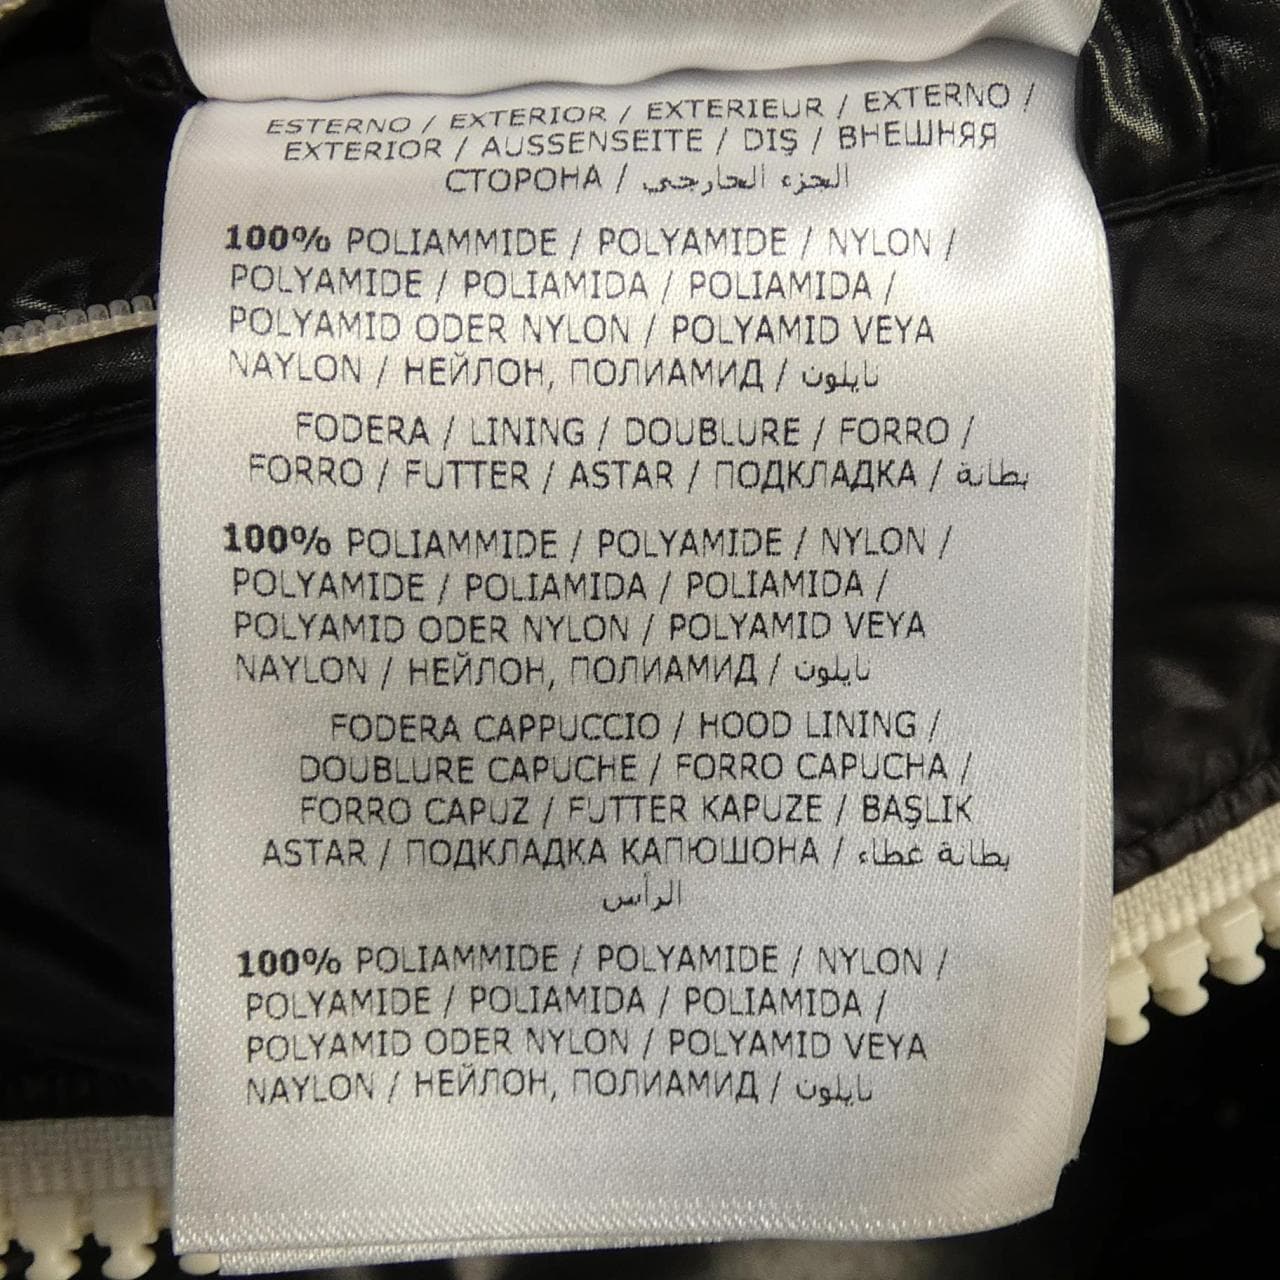 ESTERNO / EXTERIOR / EXTERIEUR / EXTERNO /
EXTERIOR / AUSSENSEITE / DIŞ / ВНЕШНЯЯ
СТОРОНА / الجزء الخارجي
100% POLIAMMIDE / POLYAMIDE / NYLON /
POLYAMIDE / POLIAMIDA / POLIAMIDA /
POLYAMID ODER NYLON / POLYAMID VEYA
NAYLON / НЕЙЛОН, ПОЛИАМИД / نايلون
FODERA / LINING / DOUBLURE / FORRO /
FORRO / FUTTER / ASTAR / ПОДКЛАДКА / بطانة
100% POLIAMMIDE / POLYAMIDE / NYLON /
POLYAMIDE / POLIAMIDA / POLIAMIDA /
POLYAMID ODER NYLON / POLYAMID VEYA
NAYLON / НЕЙЛОН, ПОЛИАМИД / نايلون
FODERA CAPPUCCIO / HOOD LINING /
DOUBLURE CAPUCHE / FORRO CAPUCHA /
FORRO CAPUZ / FUTTER KAPUZE / BAŞLIK
ASTAR / ПОДКЛАДКА КАПЮШОНА / بطانة غطاء
الرأس
100% POLIAMMIDE / POLYAMIDE / NYLON /
POLYAMIDE / POLIAMIDA / POLIAMIDA /
POLYAMID ODER NYLON / POLYAMID VEYA
NAYLON / НЕЙЛОН, ПОЛИАМИД / نايلون